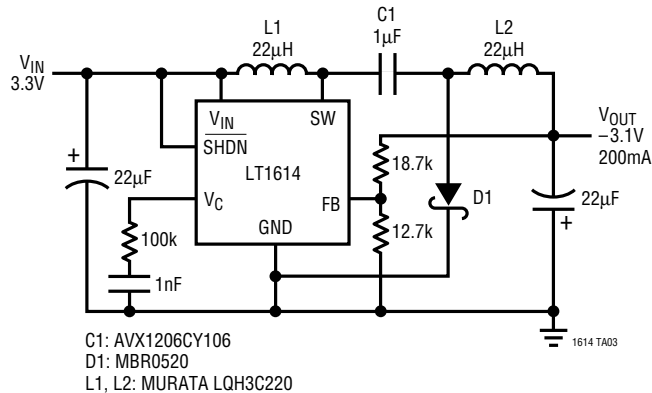 C1
1µF
L1
22µH
L2
22µH
VIN
3.3V
VIN
SW
SHDN
LT1614
VC
FB
GND
+
22µF
100k
1nF
18.7k
12.7k
D1
VOUT
–3.1V
200mA
22µF
+
1614 TA03
C1: AVX1206CY106
D1: MBR0520
L1, L2: MURATA LQH3C220